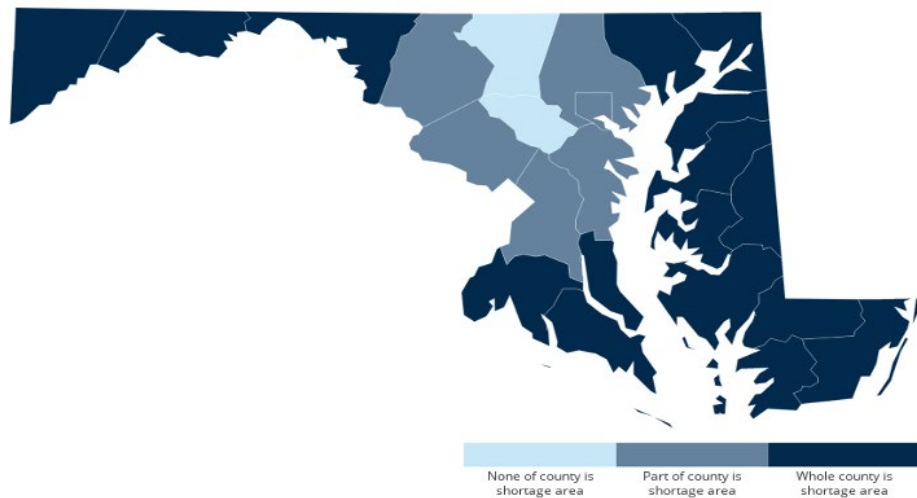 None of county is
shortage area
Part of county is
shortage area
Whole county is
shortage area